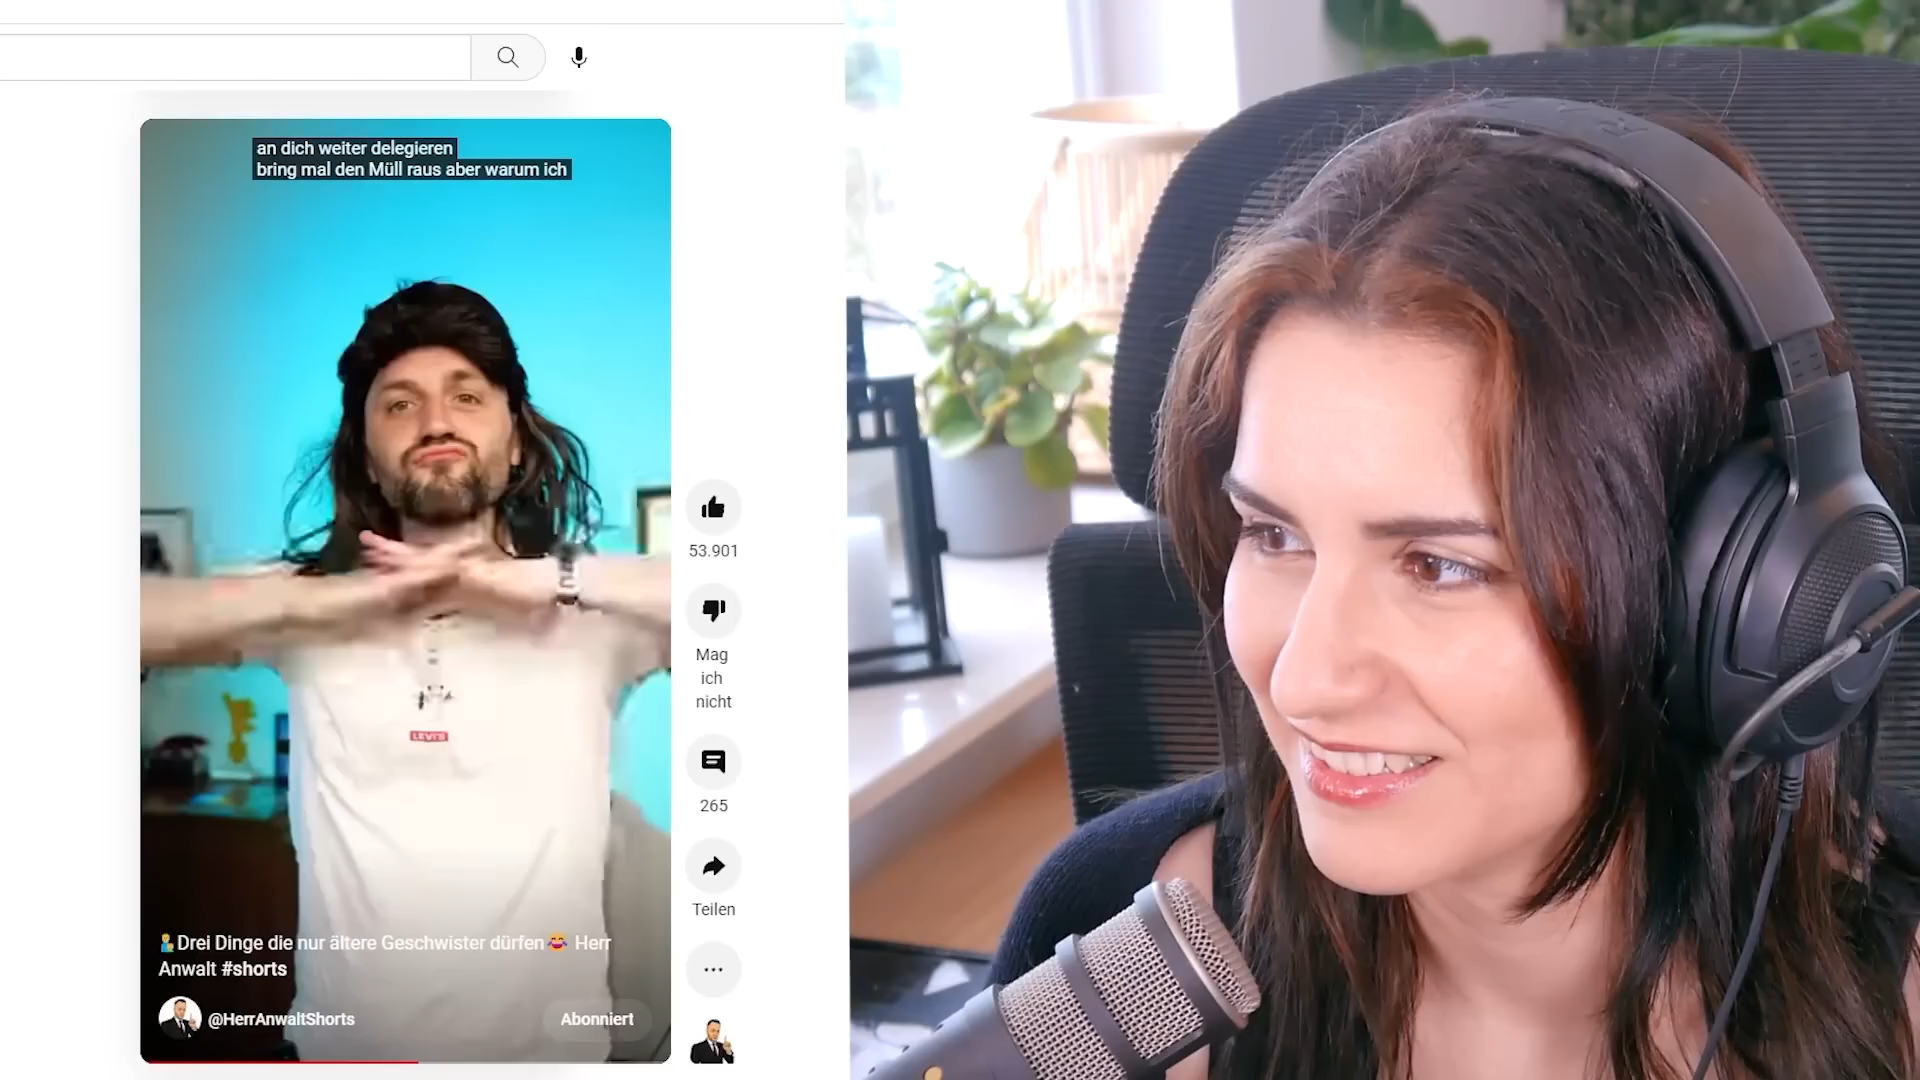 an dich weiter delegieren
bring mal den Müll raus aber warum ich
LEVI'S
53.901
Mag
ich
nicht
265
Teilen
Drei Dinge die nur ältere Geschwister dürfen Herr
Anwalt #shorts
@HerrAnwaltShorts
Abonniert